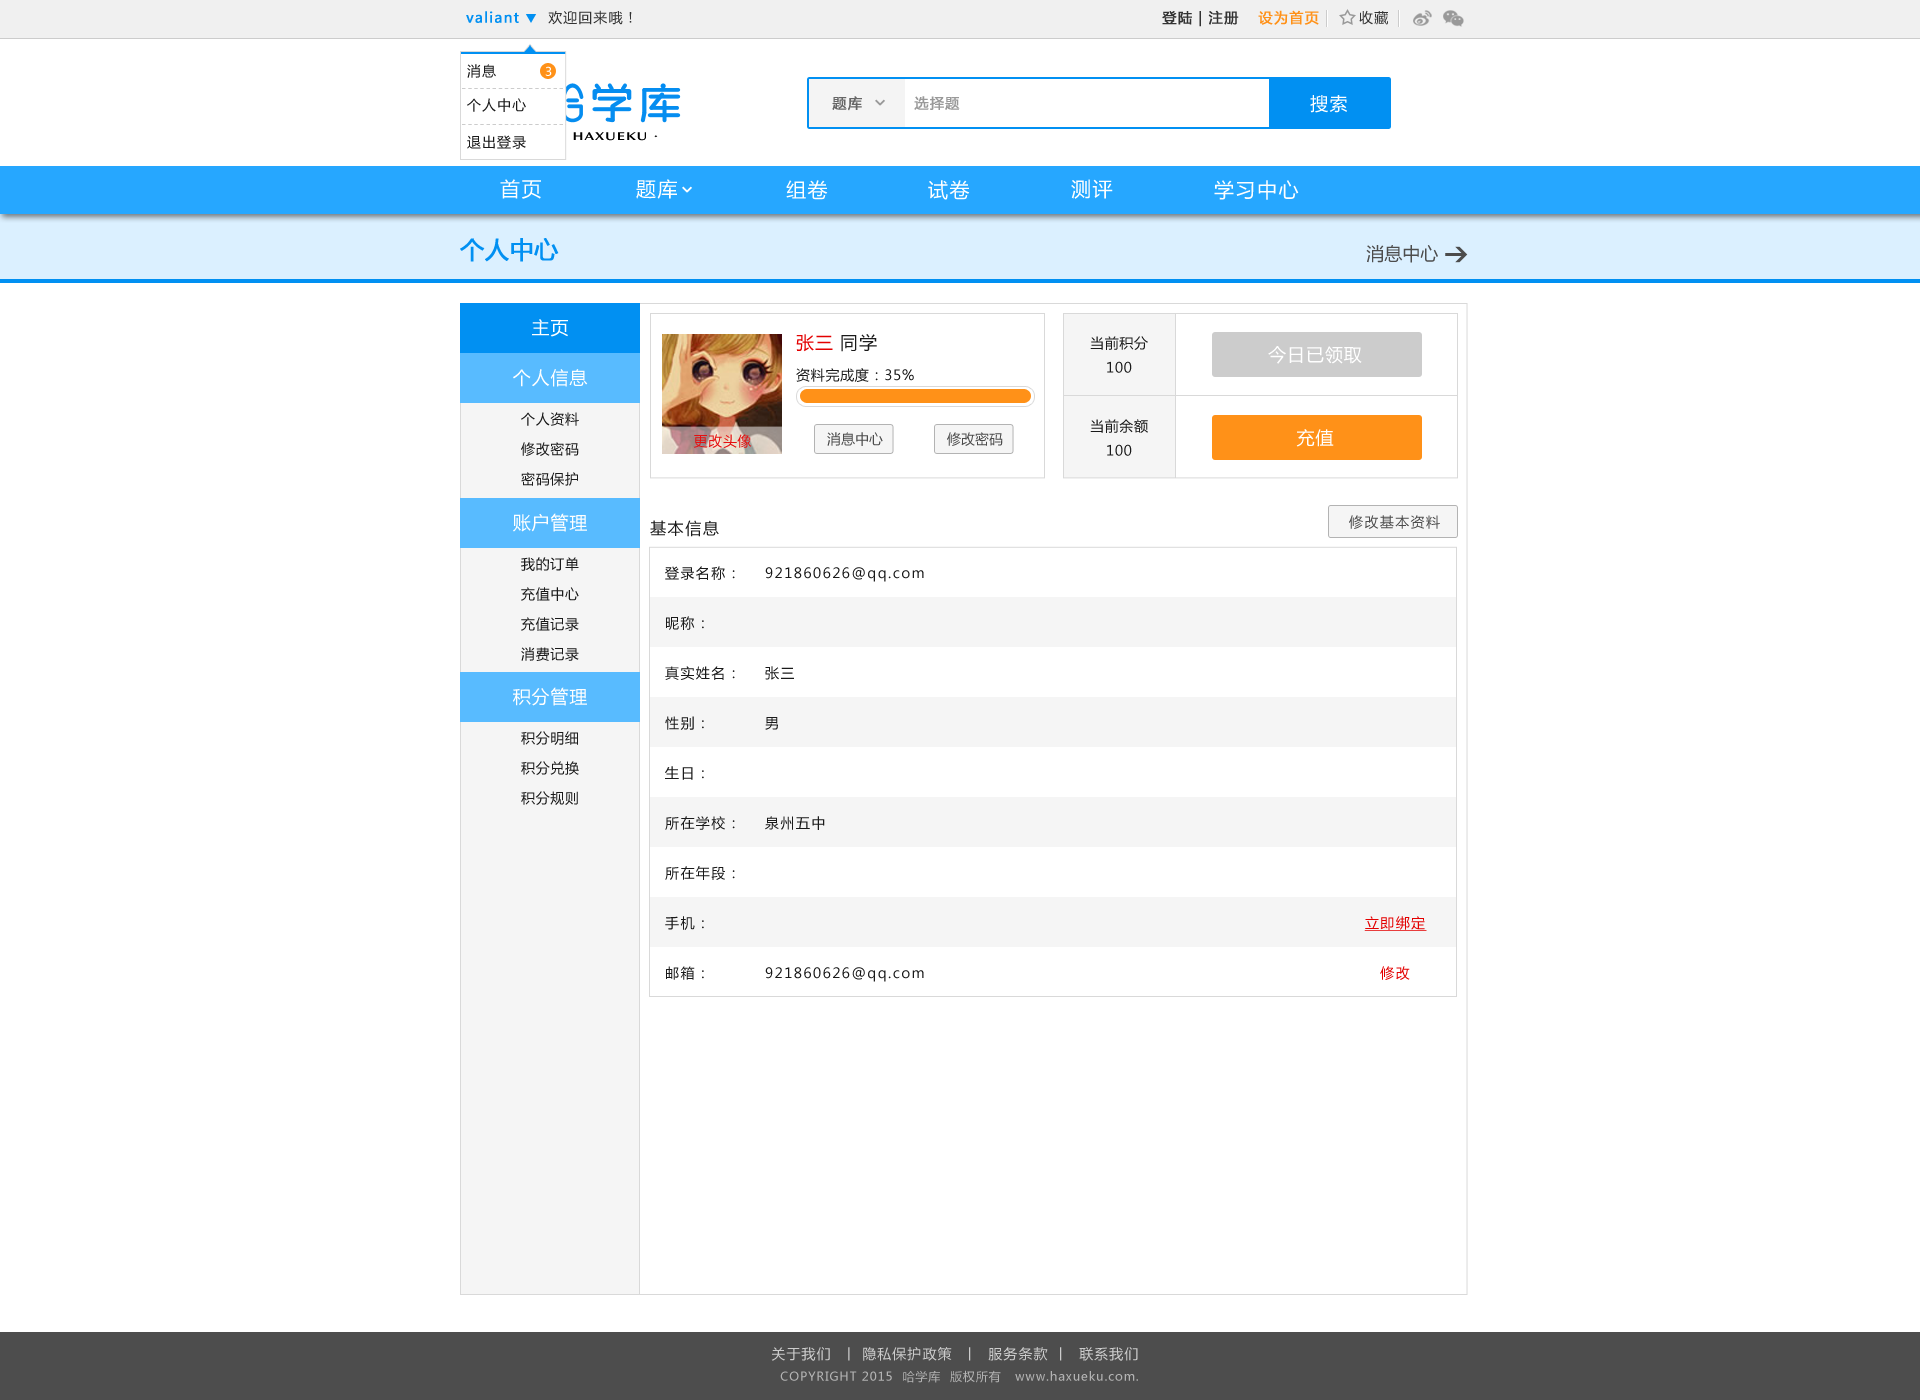 valiant ▼ 欢迎回来哦！
登陆 | 注册 设为首页 收藏
消息 3
个人中心
退出登录
学库
HAXUEKU ·
题库 选择题 搜索
首页 题库 组卷 试卷 测评 学习中心
个人中心 消息中心
主页
个人信息
个人资料
修改密码
密码保护
账户管理
我的订单
充值中心
充值记录
消费记录
积分管理
积分明细
积分兑换
积分规则
张三 同学
资料完成度：35%
更改头像
消息中心 修改密码
当前积分
100
今日已领取
当前余额
100
充值
基本信息 修改基本资料
登录名称： 921860626@qq.com
昵称：
真实姓名： 张三
性别： 男
生日：
所在学校： 泉州五中
所在年段：
手机： 立即绑定
邮箱： 921860626@qq.com 修改
关于我们 | 隐私保护政策 | 服务条款 | 联系我们
COPYRIGHT 2015 哈学库 版权所有 www.haxueku.com.